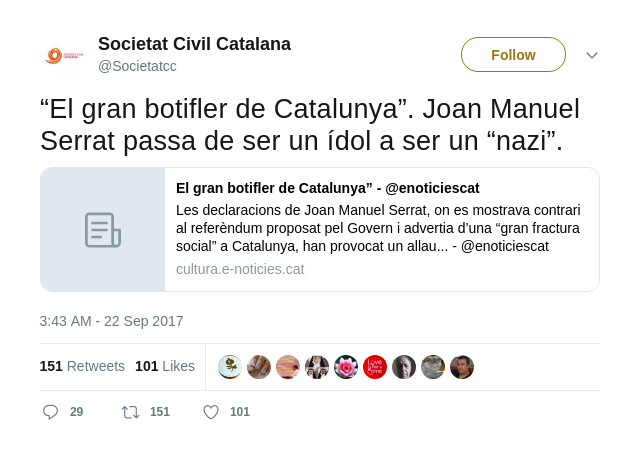 Societat Civil Catalana
@Societatcc
Follow
“El gran botifler de Catalunya”. Joan Manuel
Serrat passa de ser un ídol a ser un “nazi”.
El gran botifler de Catalunya” - @enoticiescat
Les declaracions de Joan Manuel Serrat, on es mostrava contrari
al referèndum proposat pel Govern i advertia d’una “gran fractura
social” a Catalunya, han provocat un allau... - @enoticiescat
cultura.e-noticies.cat
3:43 AM - 22 Sep 2017
151 Retweets 101 Likes
29 151 101